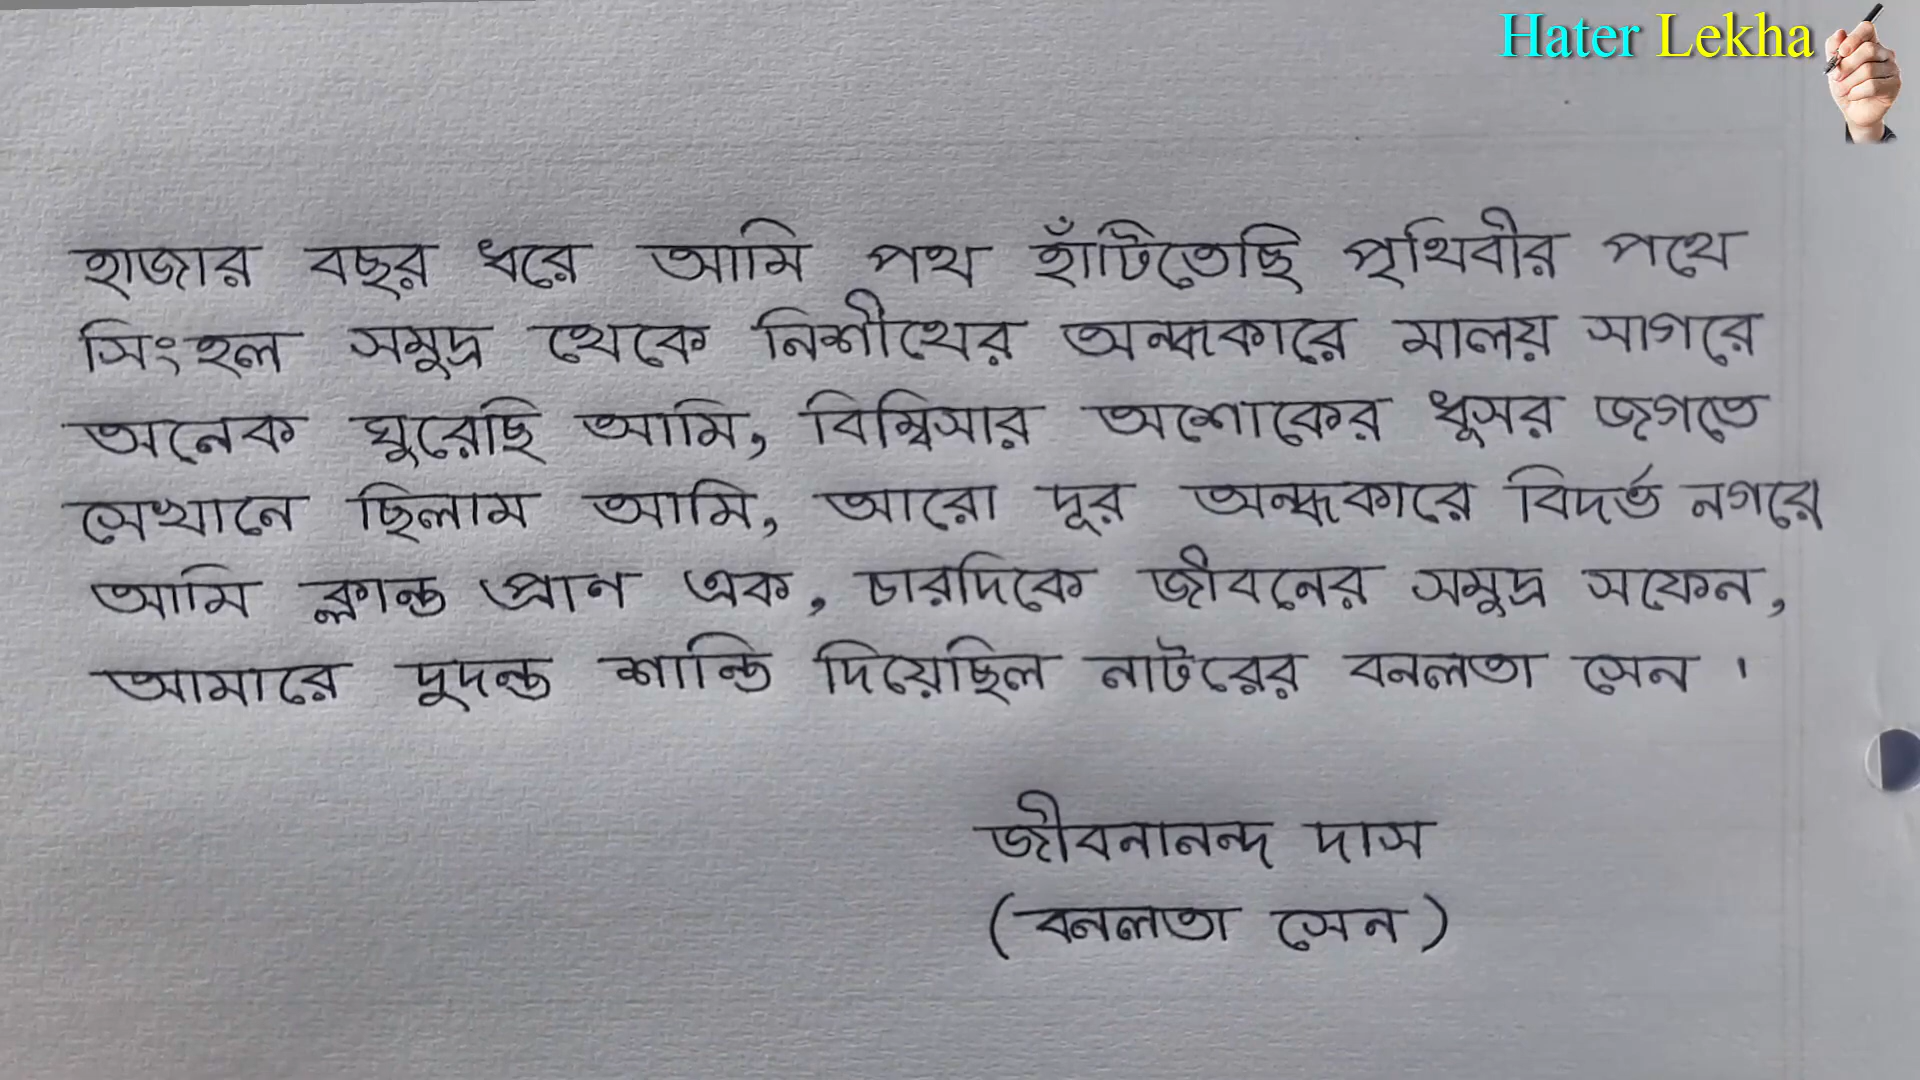 Hater Lekha
হাজার বছর ধরে আমি পথ হাঁটিতেছি পৃথিবীর পথে
সিংহল সমুদ্র থেকে নিশীথের অন্ধকারে মালয় সাগরে
অনেক ঘুরেছি আমি, বিম্বিসার অশোকের ধূসর জগতে
সেখানে ছিলাম আমি, আরো দূর অন্ধকারে বিদর্ভ নগরে
আমি ক্লান্ত প্রান এক, চারদিকে জীবনের সমুদ্র সফেন,
আমারে দুদন্ত শান্তি দিয়েছিল নাটরের বনলতা সেন।
জীবনানন্দ দাস
(বনলতা সেন)